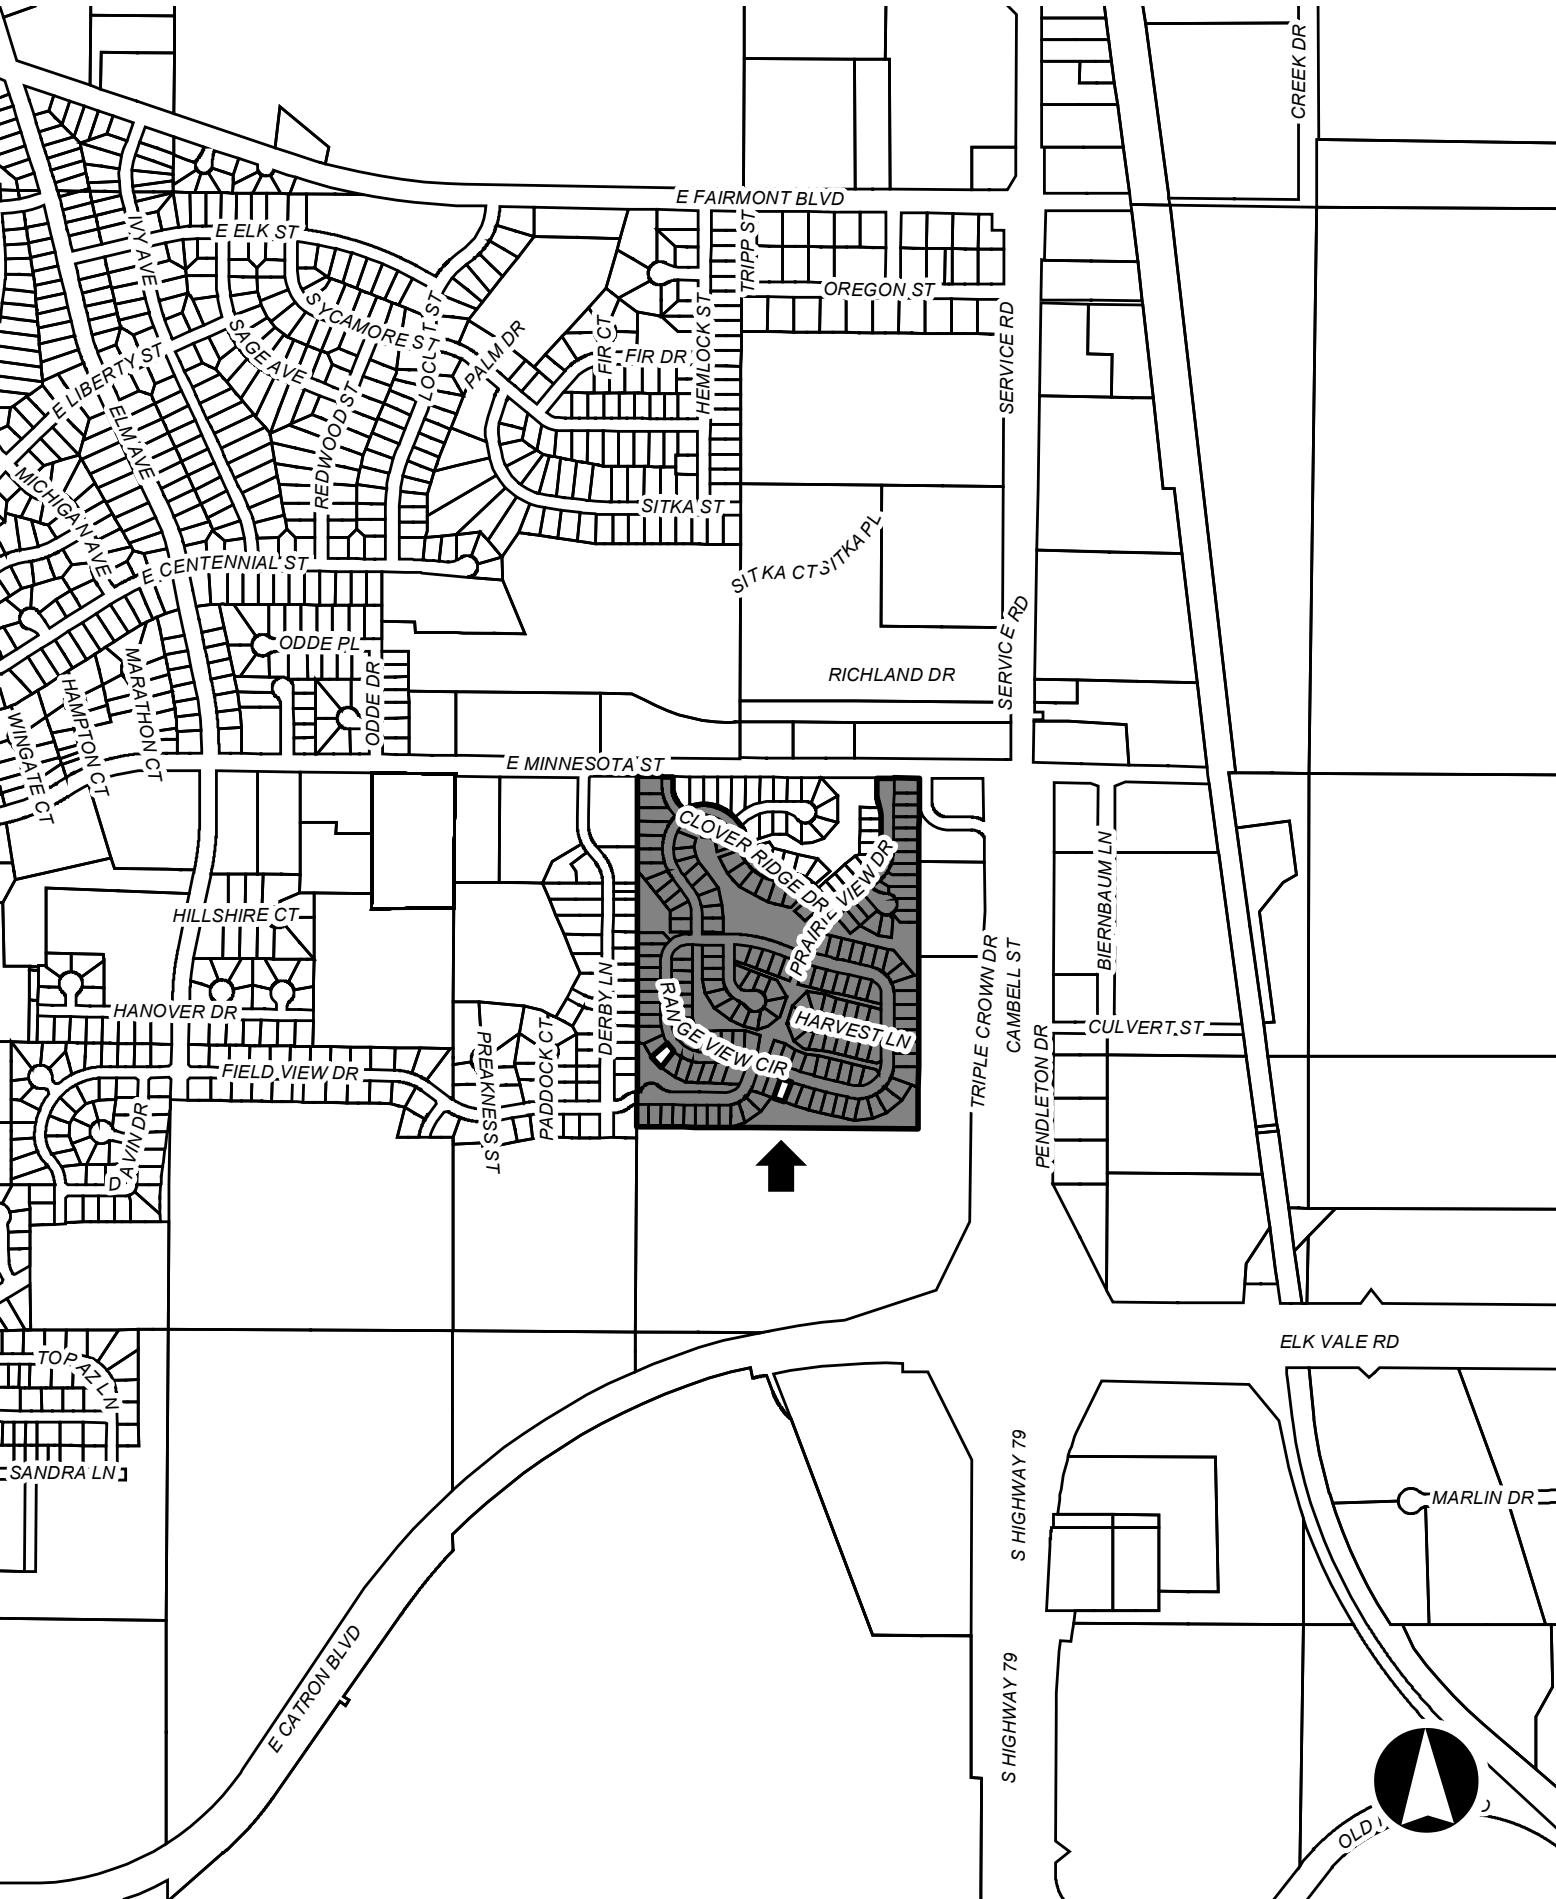 CREEK DR
E FAIRMONT BLVD
IVY AVE
E ELK ST
TRIPP ST
OREGON ST
SYCAMORE ST
LOCUST ST
HEMLOCK ST
SERVICE RD
SAGE AVE
PALM DR
FIR CT
FIR DR
E LIBERTY ST
ELM AVE
REDWOOD ST
MICHIGAN AVE
SITKA ST
E CENTENNIAL ST
SITKA CT
SITKA PL
SERVICE RD
ODDE PL
RICHLAND DR
MARATHON CT
HAMPTON CT
WINGATE CT
ODDE DR
E MINNESOTA ST
CLOVER RIDGE DR
PRAIRIE VIEW DR
BIERNBAUM LN
HILLSHIRE CT
DERBY LN
TRIPLE CROWN DR
CAMBELL ST
HANOVER DR
RANGE VIEW CIR
HARVEST LN
CULVERT ST
FIELD VIEW DR
PREAKNESS ST
PADDOCK CT
PENDLETON DR
DAVIN DR
ELK VALE RD
TOPAZ LN
SANDRA LN
S HIGHWAY 79
MARLIN DR
E CATRON BLVD
S HIGHWAY 79
OLD